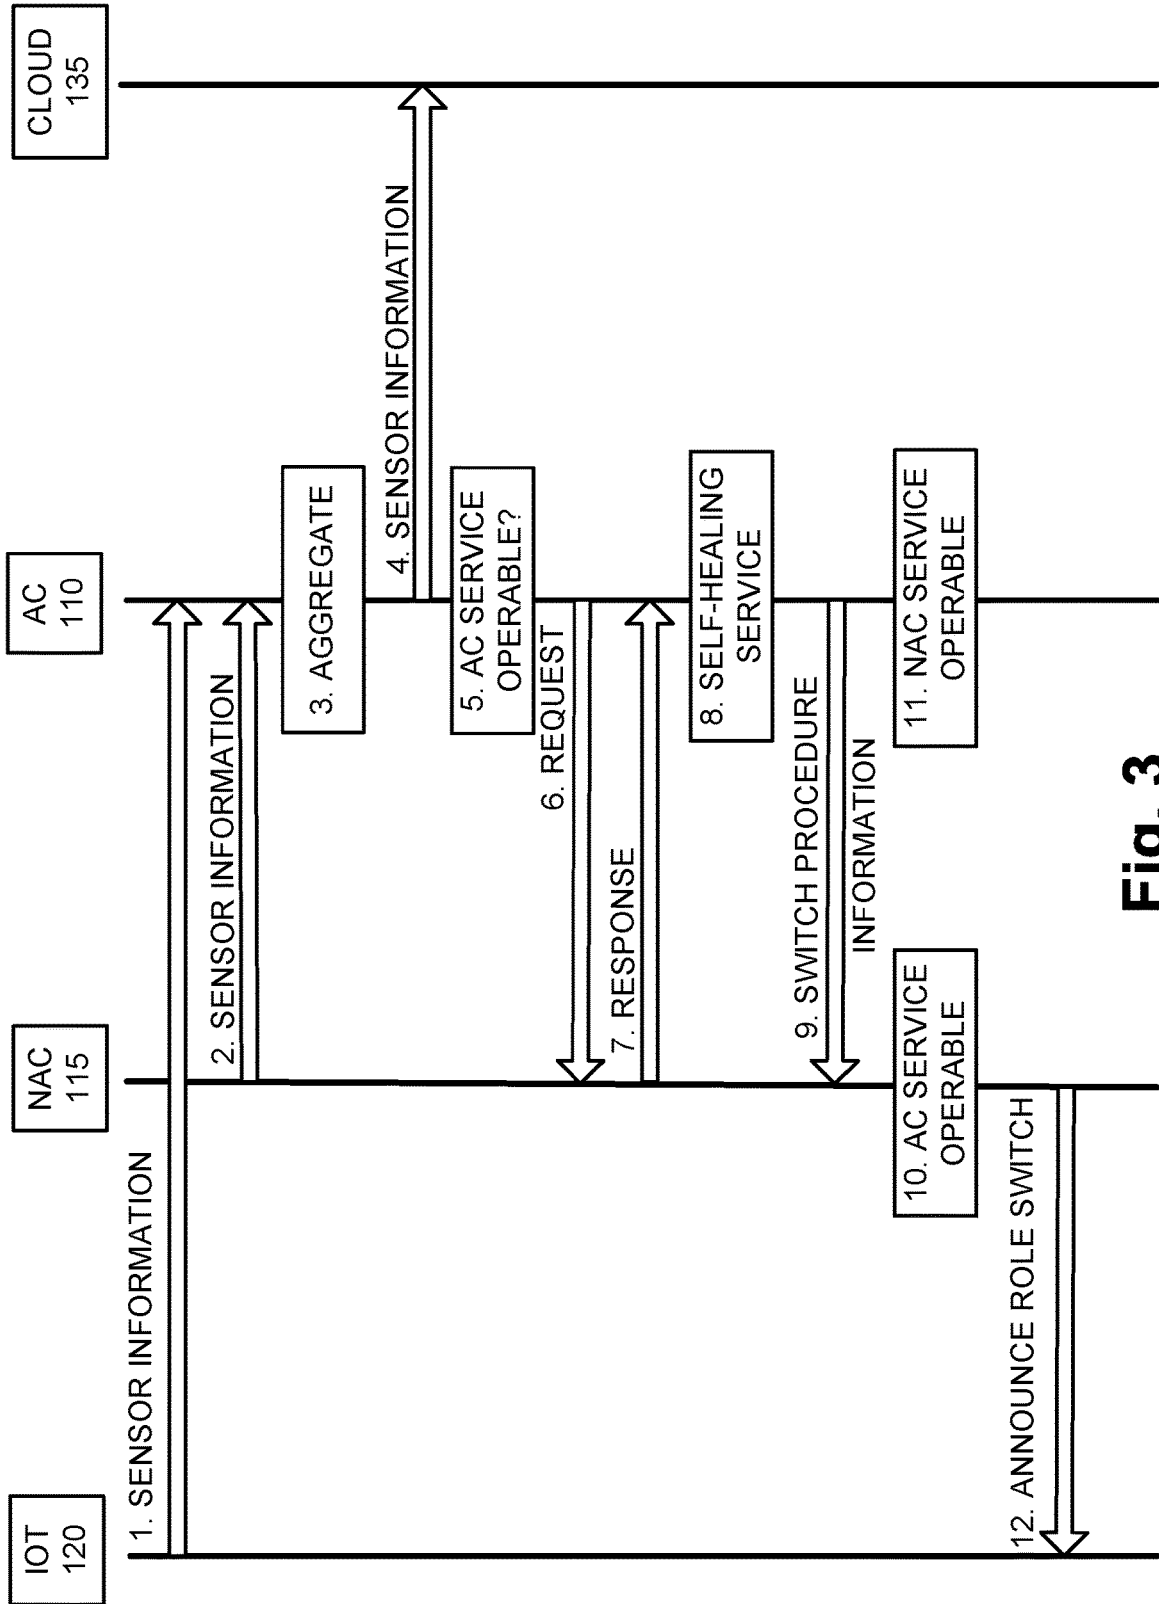 IOT
120
NAC
115
AC
110
CLOUD
135
1. SENSOR INFORMATION
2. SENSOR INFORMATION
3. AGGREGATE
4. SENSOR INFORMATION
5. AC SERVICE
OPERABLE?
6. REQUEST
7. RESPONSE
8. SELF-HEALING
SERVICE
9. SWITCH PROCEDURE
INFORMATION
10. AC SERVICE
OPERABLE
11. NAC SERVICE
OPERABLE
12. ANNOUNCE ROLE SWITCH
Fig. 3